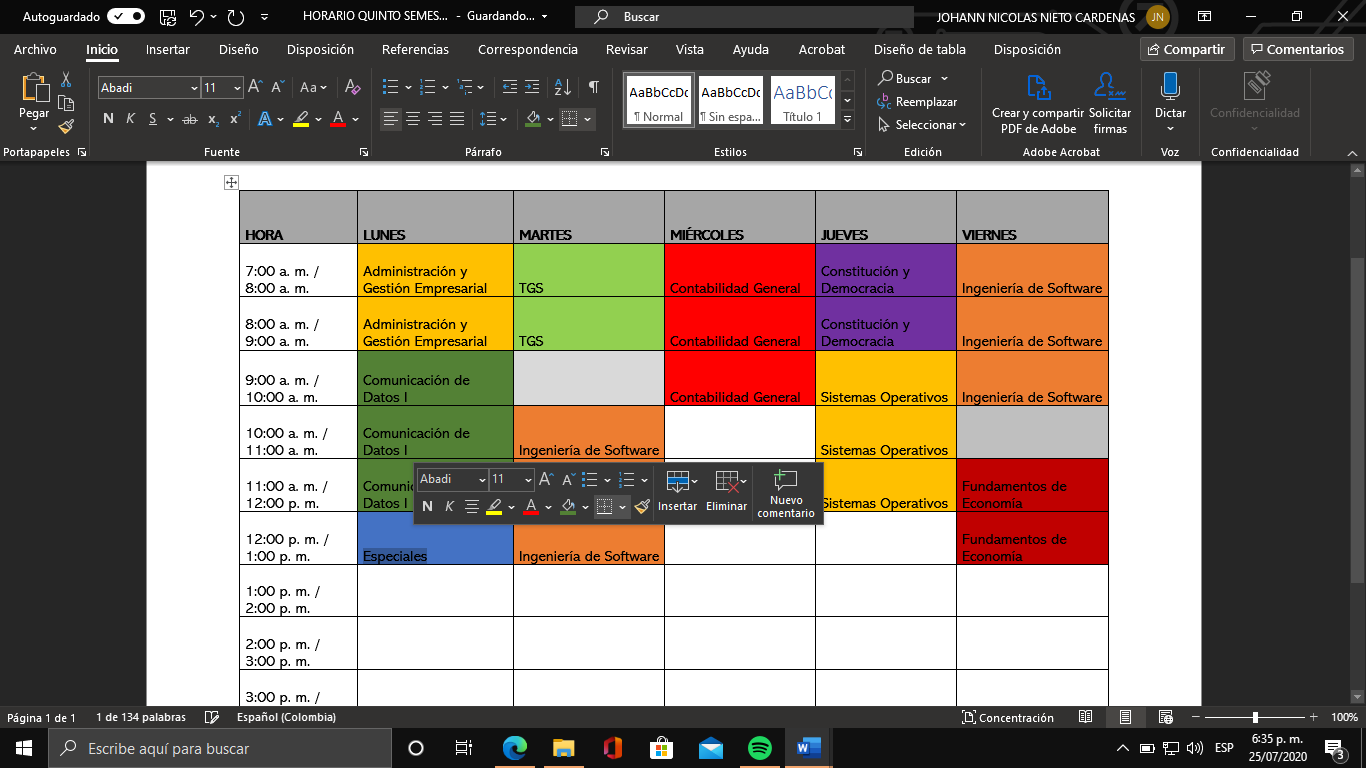 Autoguardado
HORARIO QUINTO SEMES... - Guardando...
Buscar
JOHANN NICOLAS NIETO CARDENAS
JN
Archivo Inicio Insertar Diseño Disposición Referencias Correspondencia Revisar Vista Ayuda Acrobat Diseño de tabla Disposición
Compartir
Comentarios
Pegar
Portapapeles
Abadi 11
A A Aa A
N K S ab x₂ x² A A
Fuente
Párrafo
AaBbCcDc AaBbCcDc AaBbCc
¶ Normal ¶ Sin espa... Título 1
Estilos
Buscar
Reemplazar
Seleccionar
Edición
Crear y compartir
PDF de Adobe
Solicitar
firmas
Adobe Acrobat
Dictar
Voz
Confidencialidad
Confidencialidad
HORA LUNES MARTES MIÉRCOLES JUEVES VIERNES
7:00 a. m. /
8:00 a. m.
Administración y
Gestión Empresarial
TGS
Contabilidad General
Constitución y
Democracia
Ingeniería de Software
8:00 a. m. /
9:00 a. m.
Administración y
Gestión Empresarial
TGS
Contabilidad General
Constitución y
Democracia
Ingeniería de Software
9:00 a. m. /
10:00 a. m.
Comunicación de
Datos I
Contabilidad General
Sistemas Operativos
Ingeniería de Software
10:00 a. m. /
11:00 a. m.
Comunicación de
Datos I
Ingeniería de Software
Sistemas Operativos
11:00 a. m. /
12:00 p. m.
Datos I
Sistemas Operativos
Fundamentos de
Economía
Abadi 11 A A
N K A
Insertar
Eliminar
Nuevo
comentario
12:00 p. m. /
1:00 p. m.
Especiales
Ingeniería de Software
Fundamentos de
Economía
1:00 p. m. /
2:00 p. m.
2:00 p. m. /
3:00 p. m.
3:00 p. m. /
Página 1 de 1
1 de 134 palabras
Español (Colombia)
Concentración
100%
Escribe aquí para buscar
ESP
6:35 p. m.
25/07/2020
3